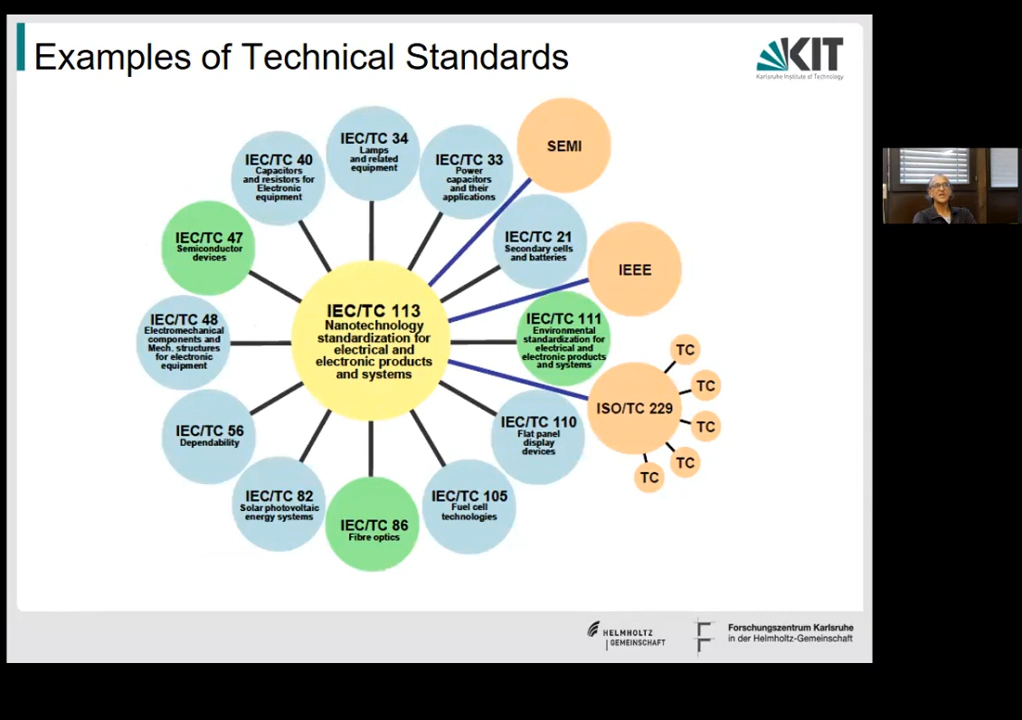 Examples of Technical Standards
KIT
Karlsruhe Institute of Technology
IEC/TC 34
Lamps
and related
equipment
IEC/TC 40
Capacitors
and resistors for
Electronic
equipment
IEC/TC 33
Power
capacitors
and their
applications
SEMI
IEC/TC 47
Semiconductor
devices
IEC/TC 21
Secondary cells
and batteries
IEEE
IEC/TC 48
Electromechanical
components and
Mech. structures
for electronic
equipment
IEC/TC 113
Nanotechnology
standardization for
electrical and
electronic products
and systems
IEC/TC 111
Environmental
standardization for
electrical and
electronic products
and systems
TC
TC
ISO/TC 229
TC
TC
TC
IEC/TC 56
Dependability
IEC/TC 110
Flat panel
display
devices
IEC/TC 82
Solar photovoltaic
energy systems
IEC/TC 86
Fibre optics
IEC/TC 105
Fuel cell
technologies
HELMHOLTZ
GEMEINSCHAFT
Forschungszentrum Karlsruhe
in der Helmholtz-Gemeinschaft